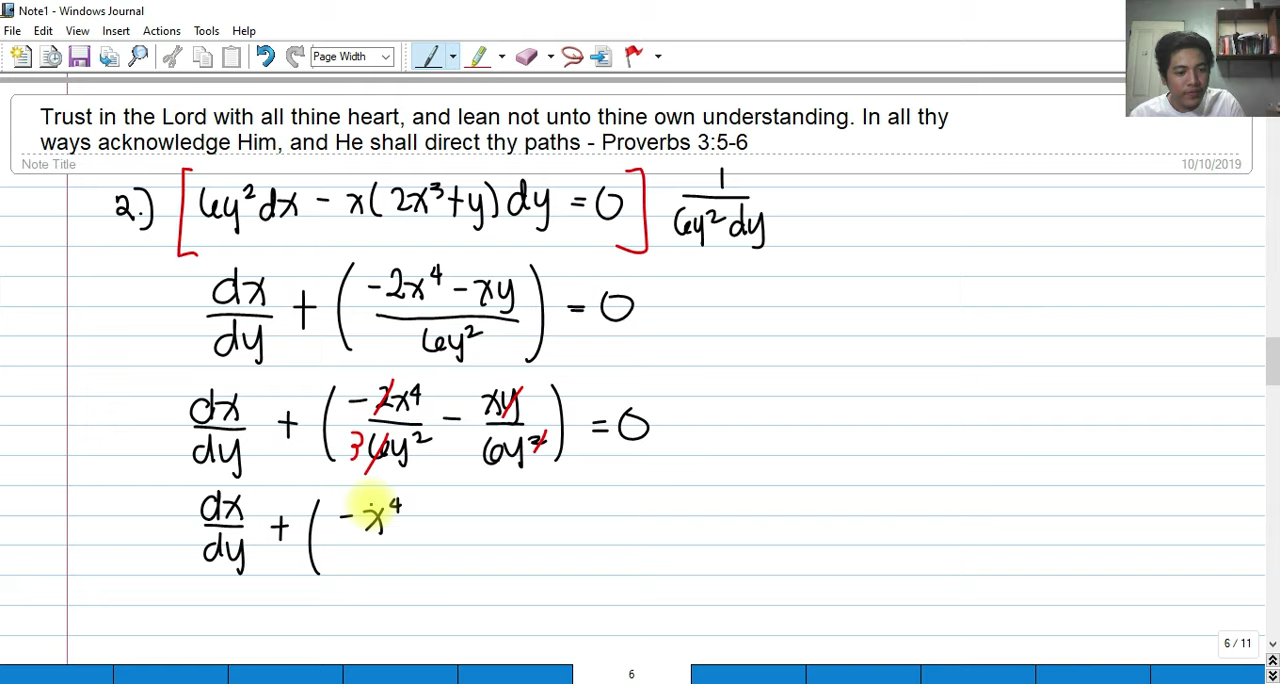 Note1 - Windows Journal
File Edit View Insert Actions Tools Help
Page Width
Trust in the Lord with all thine heart, and lean not unto thine own understanding. In all thy
ways acknowledge Him, and He shall direct thy paths - Proverbs 3:5-6
Note Title 10/10/2019
2.) [6y²dx - x(2x³+y)dy = 0] 1/6y²dy
dx/dy + (-2x⁴ - xy/6y²) = 0
dx/dy + (-2x⁴/3 6y² - xy/6y²) = 0
dx/dy + (-x⁴
6 / 11
6